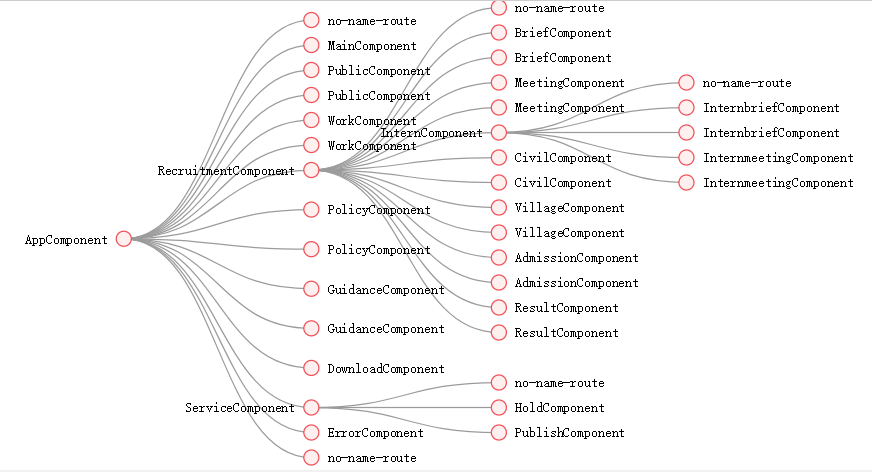 AppComponent
no-name-route
MainComponent
PublicComponent
PublicComponent
WorkComponent
WorkComponent
RecruitmentComponent
PolicyComponent
PolicyComponent
GuidanceComponent
GuidanceComponent
DownloadComponent
ServiceComponent
ErrorComponent
no-name-route
no-name-route
BriefComponent
BriefComponent
MeetingComponent
MeetingComponent
InternComponent
CivilComponent
CivilComponent
VillageComponent
VillageComponent
AdmissionComponent
AdmissionComponent
ResultComponent
ResultComponent
no-name-route
HoldComponent
PublishComponent
no-name-route
InternbriefComponent
InternbriefComponent
InternmeetingComponent
InternmeetingComponent